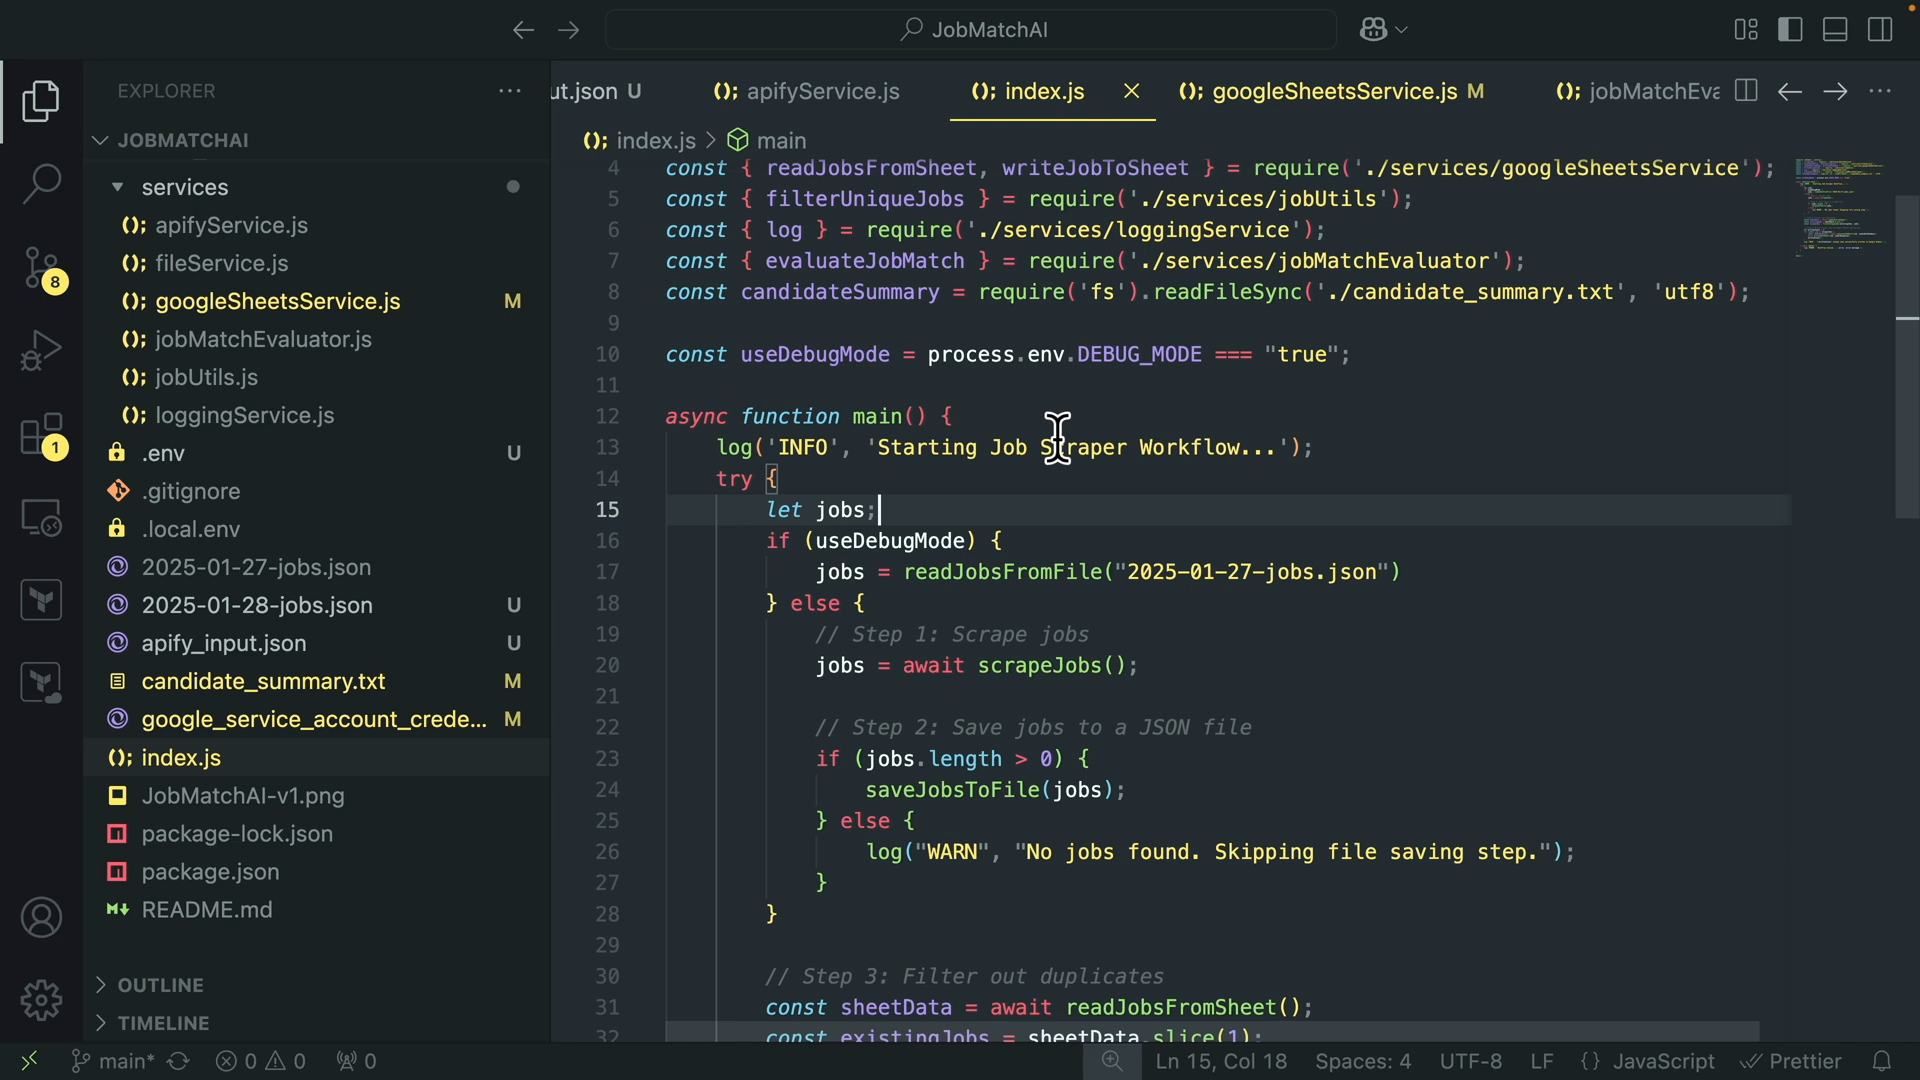 JobMatchAI
EXPLORER
JOBMATCHAI
services
apifyService.js
fileService.js
googleSheetsService.js M
jobMatchEvaluator.js
jobUtils.js
loggingService.js
.env U
.gitignore
.local.env
2025-01-27-jobs.json
2025-01-28-jobs.json U
apify_input.json U
candidate_summary.txt M
google_service_account_crede... M
index.js
JobMatchAI-v1.png
package-lock.json
package.json
README.md
OUTLINE
TIMELINE
8
1
ut.json U
apifyService.js
index.js
googleSheetsService.js M
jobMatchEva
index.js > main
4 const { readJobsFromSheet, writeJobToSheet } = require('./services/googleSheetsService');
5 const { filterUniqueJobs } = require('./services/jobUtils');
6 const { log } = require('./services/loggingService');
7 const { evaluateJobMatch } = require('./services/jobMatchEvaluator');
8 const candidateSummary = require('fs').readFileSync('./candidate_summary.txt', 'utf8');
9
10 const useDebugMode = process.env.DEBUG_MODE === "true";
11
12 async function main() {
13 log('INFO', 'Starting Job Scraper Workflow...');
14 try {
15 let jobs;
16 if (useDebugMode) {
17 jobs = readJobsFromFile("2025-01-27-jobs.json")
18 } else {
19 // Step 1: Scrape jobs
20 jobs = await scrapeJobs();
21
22 // Step 2: Save jobs to a JSON file
23 if (jobs.length > 0) {
24 saveJobsToFile(jobs);
25 } else {
26 log("WARN", "No jobs found. Skipping file saving step.");
27 }
28 }
29
30 // Step 3: Filter out duplicates
31 const sheetData = await readJobsFromSheet();
32 const existingJobs = sheetData.slice(1);
main* 0 0 0
Ln 15, Col 18 Spaces: 4 UTF-8 LF {} JavaScript Prettier